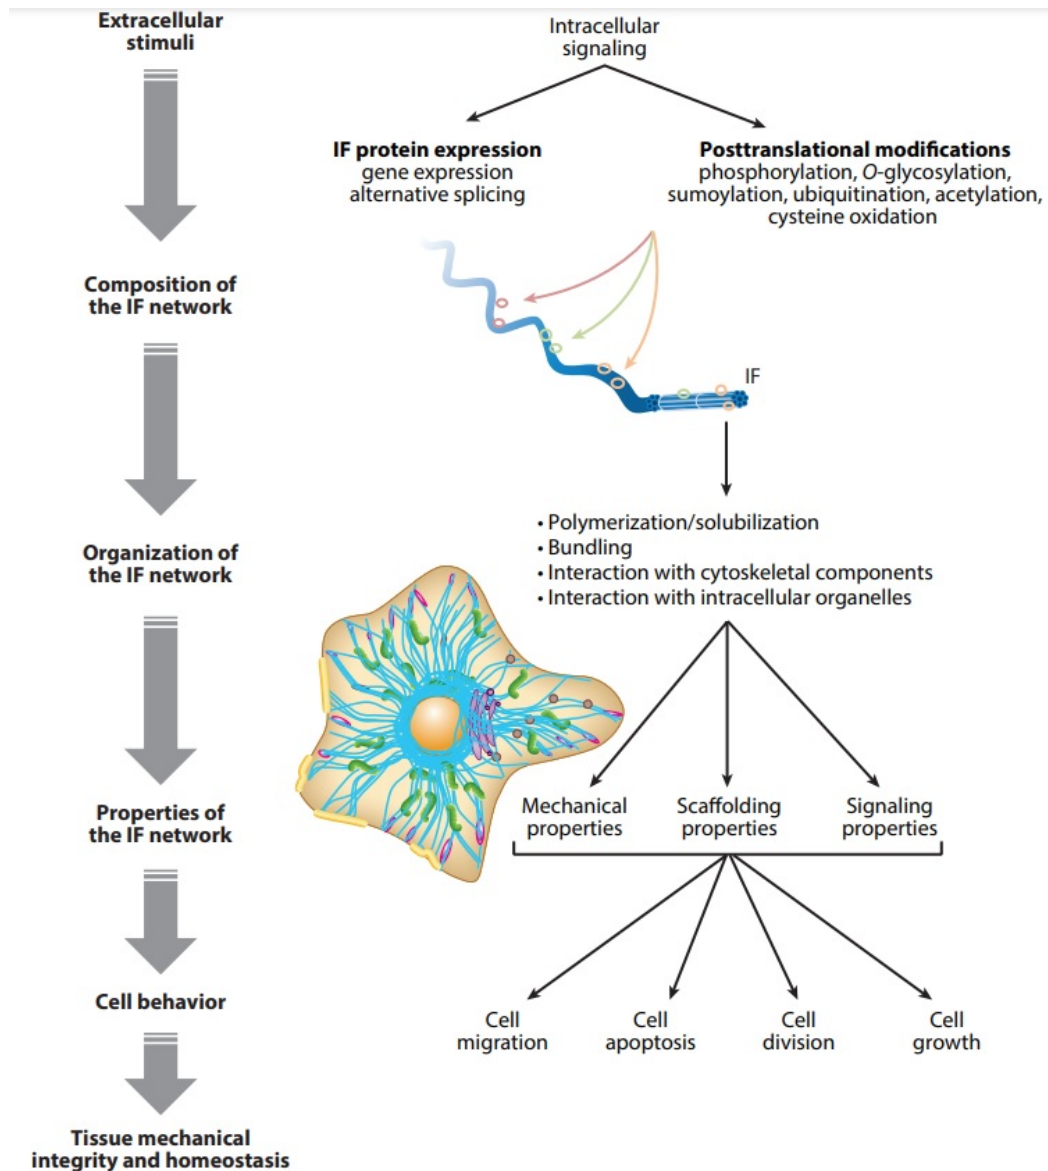 Extracellular
stimuli
Intracellular
signaling
IF protein expression
gene expression
alternative splicing
Posttranslational modifications
phosphorylation, O-glycosylation,
sumoylation, ubiquitination, acetylation,
cysteine oxidation
Composition of
the IF network
IF
• Polymerization/solubilization
• Bundling
• Interaction with cytoskeletal components
• Interaction with intracellular organelles
Organization of
the IF network
Mechanical
properties
Scaffolding
properties
Signaling
properties
Properties of
the IF network
Cell behavior
Cell
migration
Cell
apoptosis
Cell
division
Cell
growth
Tissue mechanical
integrity and homeostasis